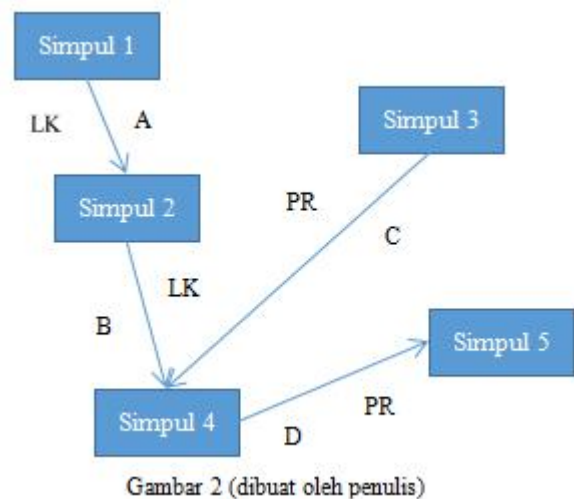 Simpul 1
LK
A
Simpul 3
Simpul 2
PR
C
LK
B
Simpul 5
Simpul 4
PR
D
Gambar 2 (dibuat oleh penulis)